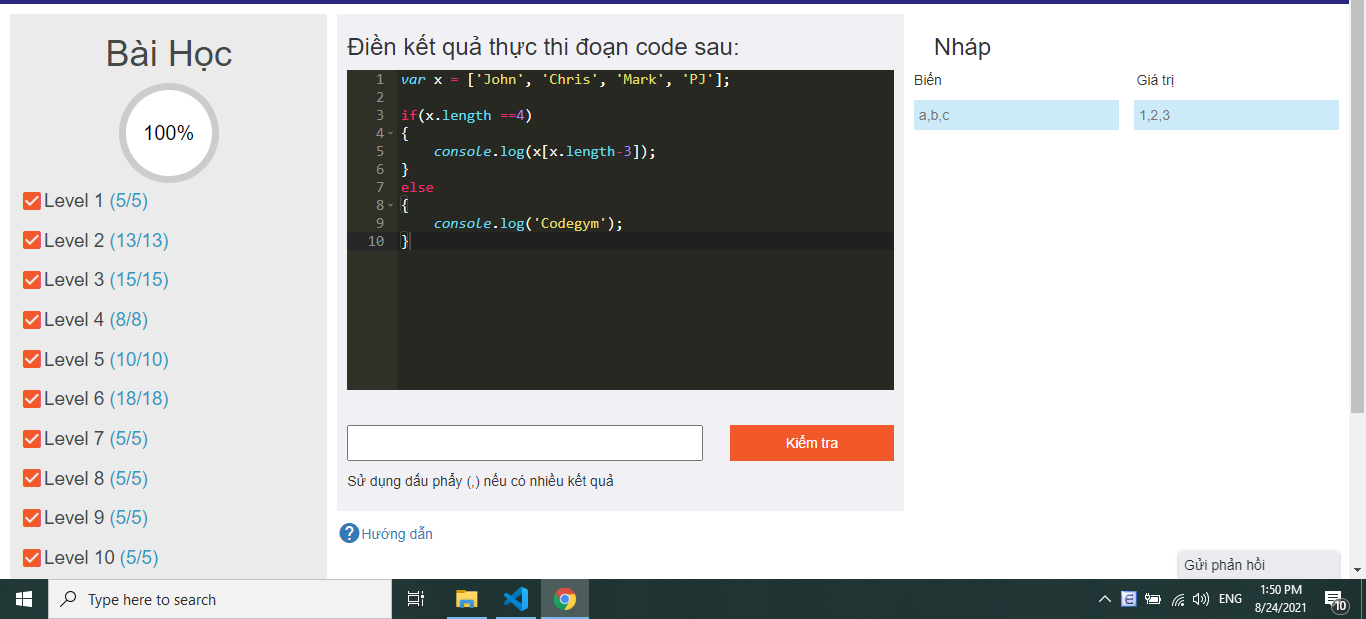 Bài Học
100%
Level 1 (5/5)
Level 2 (13/13)
Level 3 (15/15)
Level 4 (8/8)
Level 5 (10/10)
Level 6 (18/18)
Level 7 (5/5)
Level 8 (5/5)
Level 9 (5/5)
Level 10 (5/5)
Điền kết quả thực thi đoạn code sau:
1 var x = ['John', 'Chris', 'Mark', 'PJ'];
2
3 if(x.length ==4)
4 {
5 console.log(x[x.length-3]);
6 }
7 else
8 {
9 console.log('Codegym');
10 }
Kiểm tra
Sử dụng dấu phẩy (,) nếu có nhiều kết quả
? Hướng dẫn
Nháp
Biến Giá trị
a,b,c 1,2,3
Gửi phản hồi
Type here to search
ENG
1:50 PM
8/24/2021
10